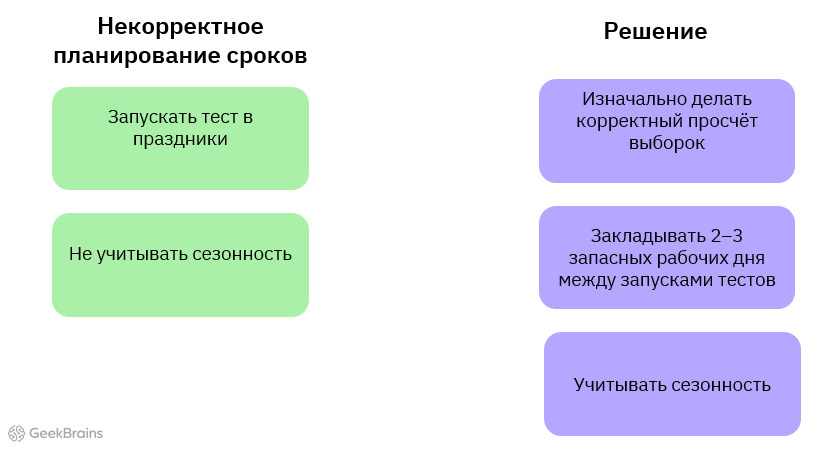 Некорректное
планирование сроков
Запускать тест в
праздники
Не учитывать сезонность
Решение
Изначально делать
корректный просчёт
выборок
Закладывать 2–3
запасных рабочих дня
между запусками тестов
Учитывать сезонность
GeekBrains